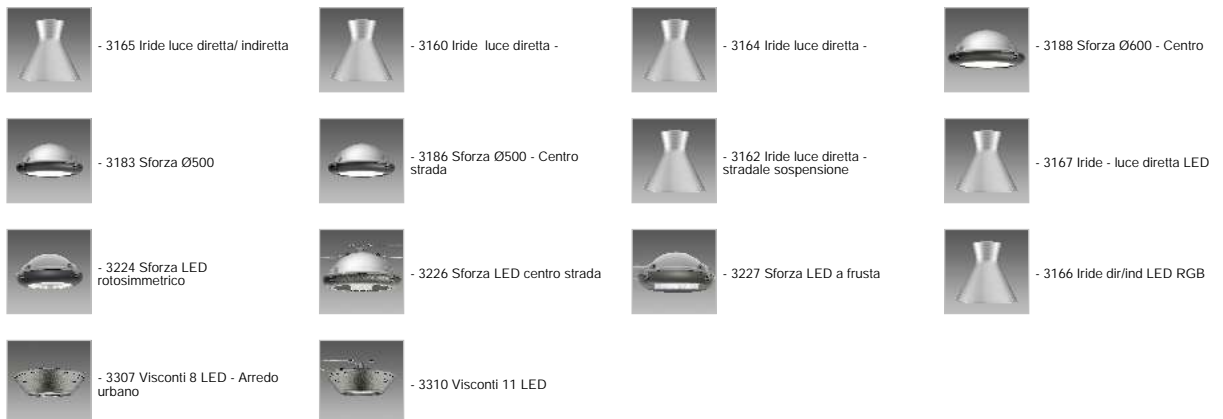 - 3165 Iride luce diretta/ indiretta
- 3160 Iride  luce diretta -
- 3164 Iride luce diretta -
- 3188 Sforza Ø600 - Centro
- 3183 Sforza Ø500
- 3186 Sforza Ø500 - Centro
strada
- 3162 Iride luce diretta -
stradale sospensione
- 3167 Iride - luce diretta LED
- 3224 Sforza LED
rotosimmetrico
- 3226 Sforza LED centro strada
- 3227 Sforza LED a frusta
- 3166 Iride dir/ind LED RGB
- 3307 Visconti 8 LED - Arredo
urbano
- 3310 Visconti 11 LED